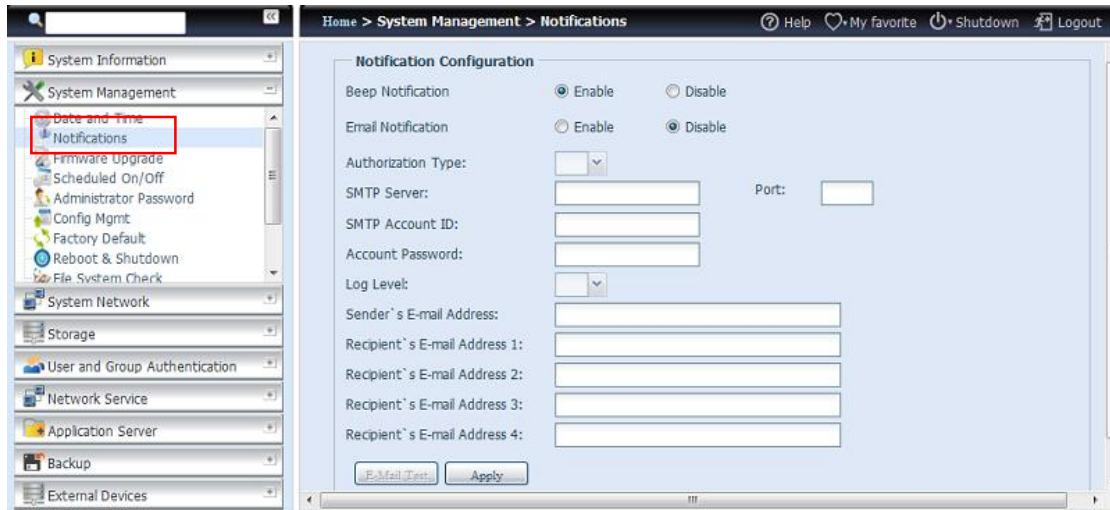 Home > System Management > Notifications
Help My favorite Shutdown Logout
System Information
System Management
Date and Time
Notifications
Firmware Upgrade
Scheduled On/Off
Administrator Password
Config Mgmt
Factory Default
Reboot & Shutdown
File System Check
System Network
Storage
User and Group Authentication
Network Service
Application Server
Backup
External Devices
Notification Configuration
Beep Notification Enable Disable
Email Notification Enable Disable
Authorization Type:
SMTP Server: Port:
SMTP Account ID:
Account Password:
Log Level:
Sender`s E-mail Address:
Recipient`s E-mail Address 1:
Recipient`s E-mail Address 2:
Recipient`s E-mail Address 3:
Recipient`s E-mail Address 4:
E-Mail Test Apply